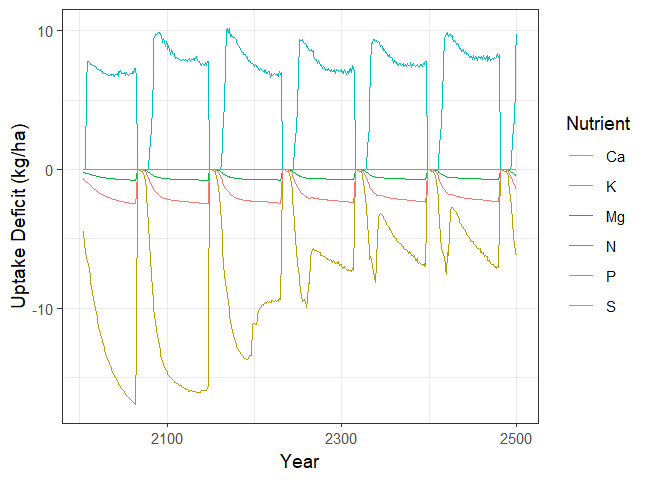 10
0
-10
Uptake Deficit (kg/ha)
2100
2300
2500
Year
Nutrient
Ca
K
Mg
N
P
S